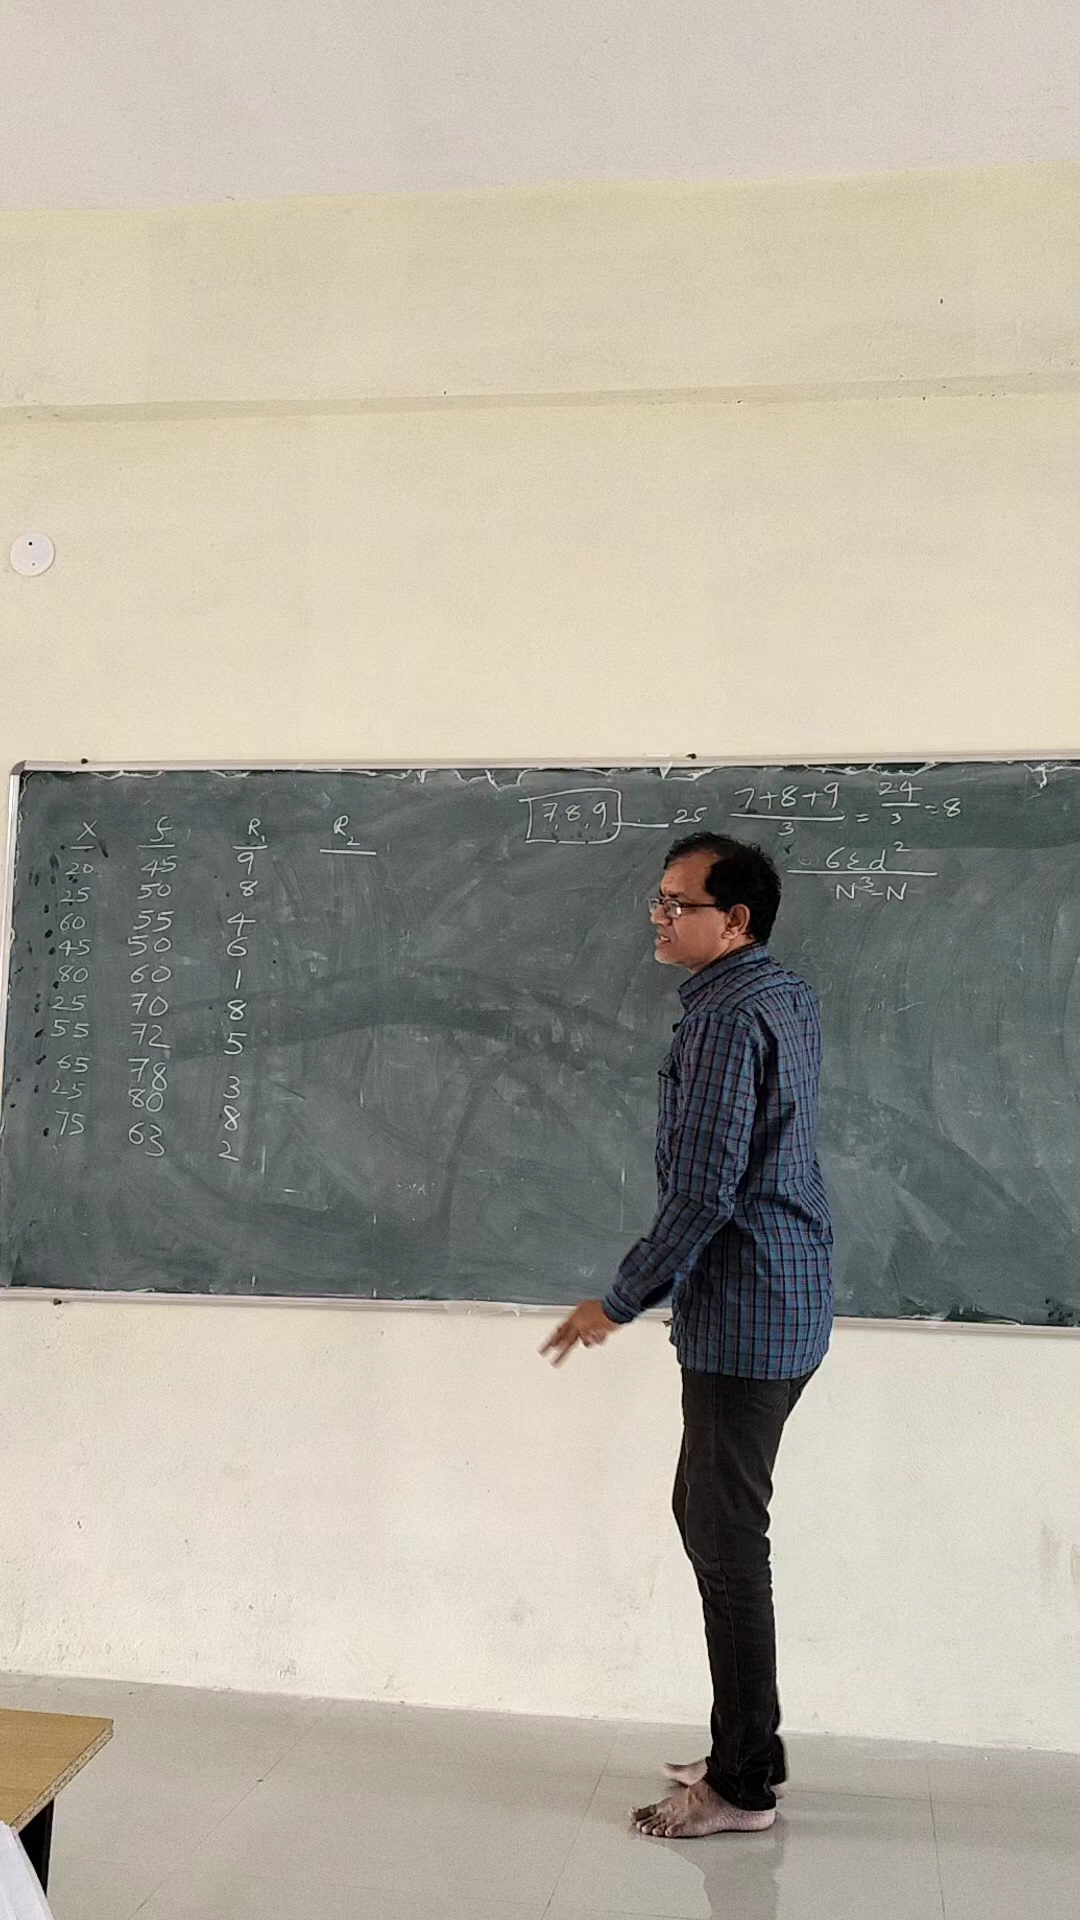 7,8,9 25 7+8+9/3 = 24/3 = 8
6Σd²/N³-N
X R₁ R₂
20 45 9
25 50 8
60 55 4
45 50 6
80 60 1
25 70 8
55 72 5
65 78 3
25 80 8
75 63 2